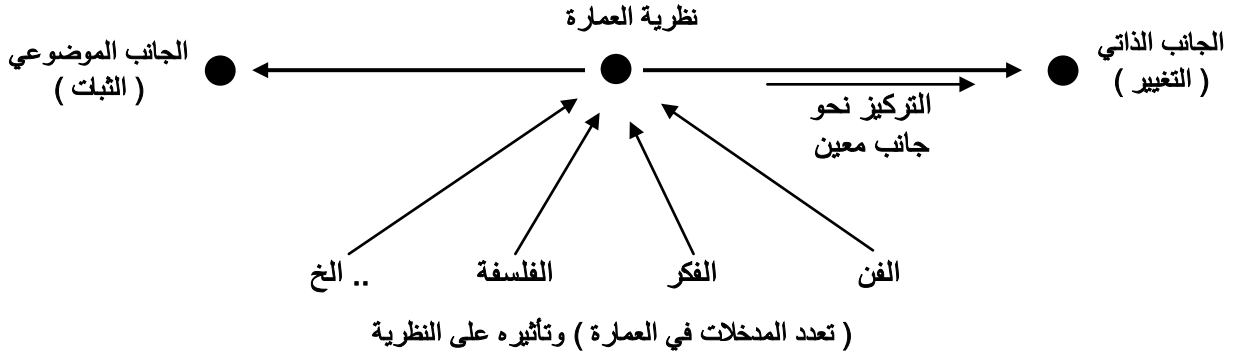 نظرية العمارة
الجانب الذاتي
( التغيير )
الجانب الموضوعي
( الثبات )
التركيز نحو
جانب معين
الفن
الفكر
الفلسفة
.. الخ
( تعدد المدخلات في العمارة ) وتأثيره على النظرية